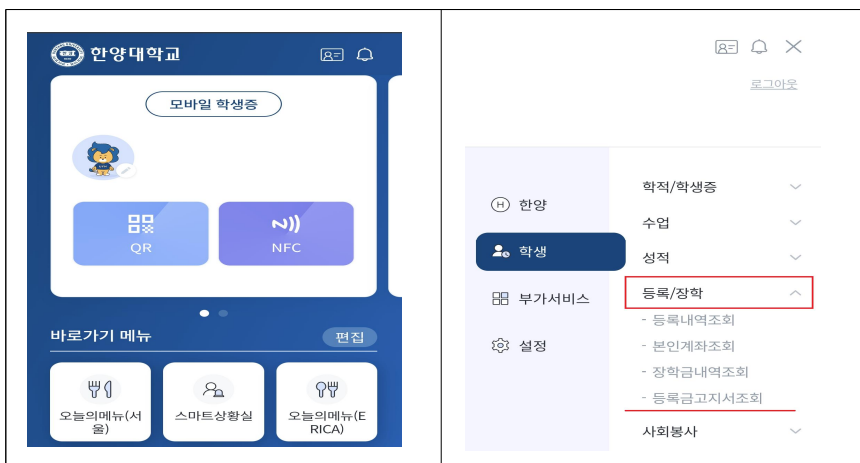 한양대학교
모바일 학생증
QR
NFC
바로가기 메뉴
편집
오늘의메뉴(서
울)
스마트상황실
오늘의메뉴(E
RICA)
로그아웃
H 한양
학생
부가서비스
설정
학적/학생증
수업
성적
등록/장학
- 등록내역조회
- 본인계좌조회
- 장학금내역조회
- 등록금고지서조회
사회봉사